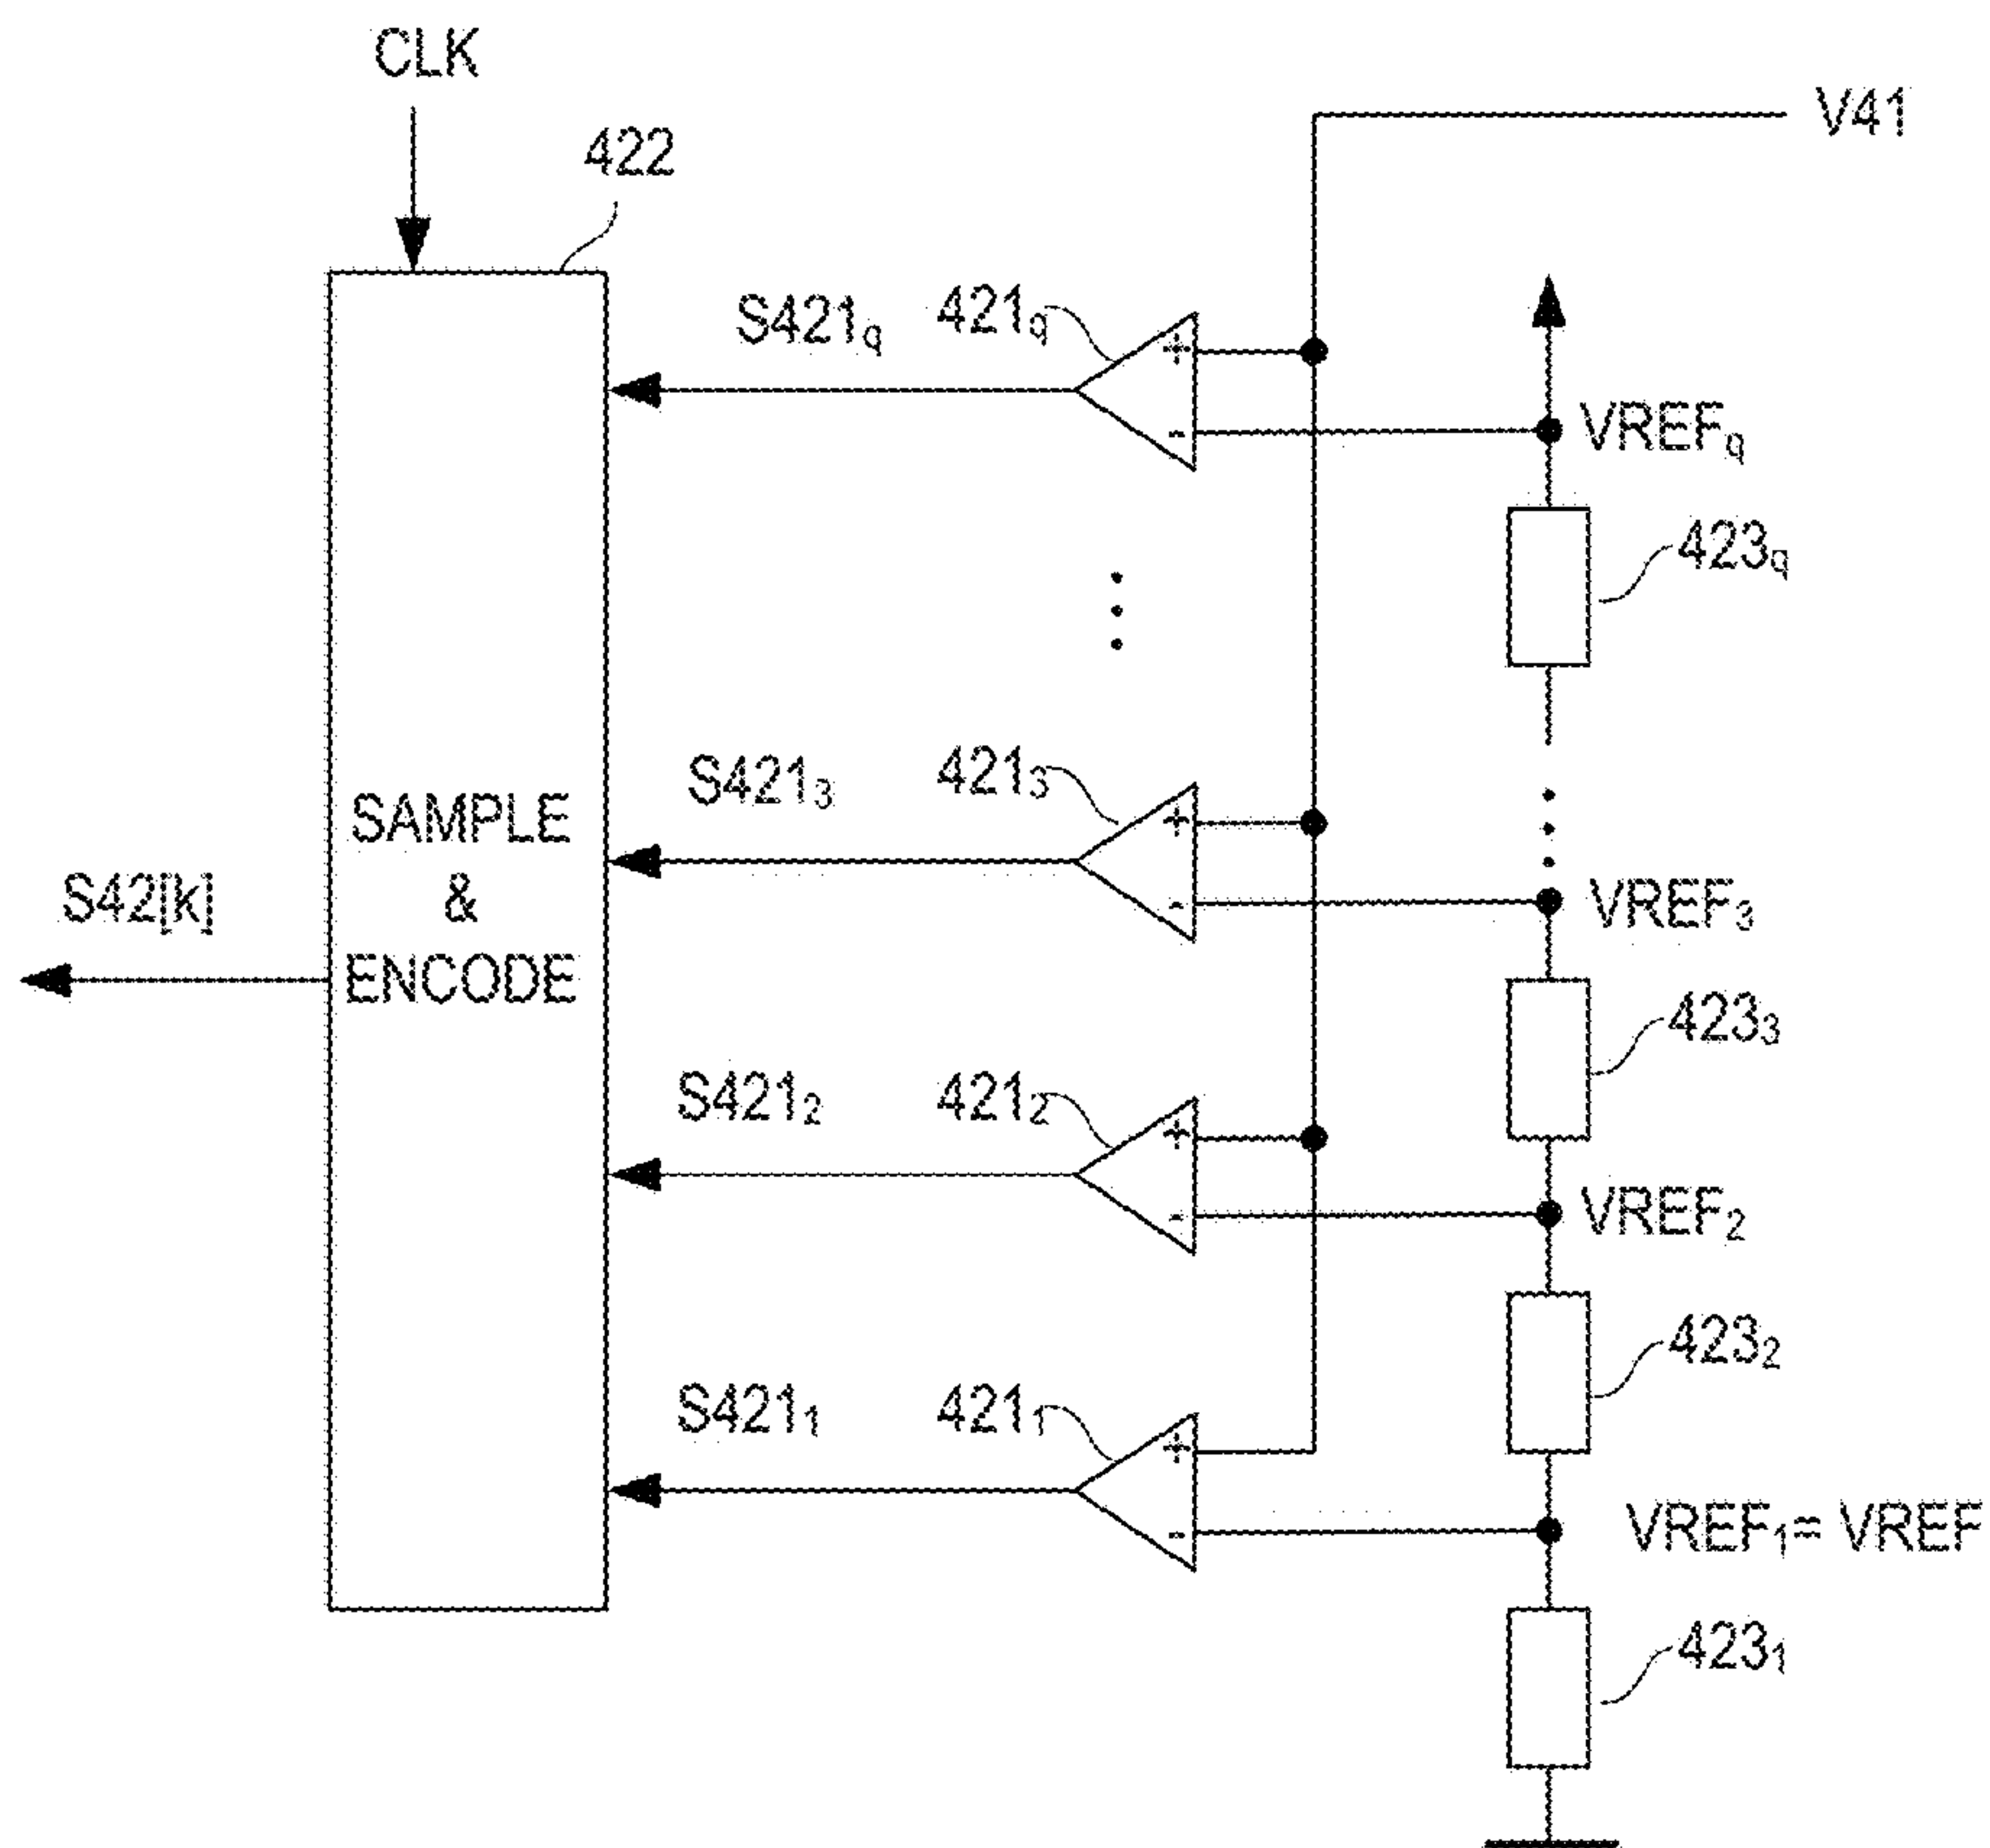 CLK
V41
422
S421q
421q
VREFq
423q
S4213
4213
SAMPLE
&
ENCODE
S42[k]
VREF3
4233
S4212
4212
VREF2
4232
S4211
4211
VREF1= VREF
4231
+
-
+
-
+
-
+
-